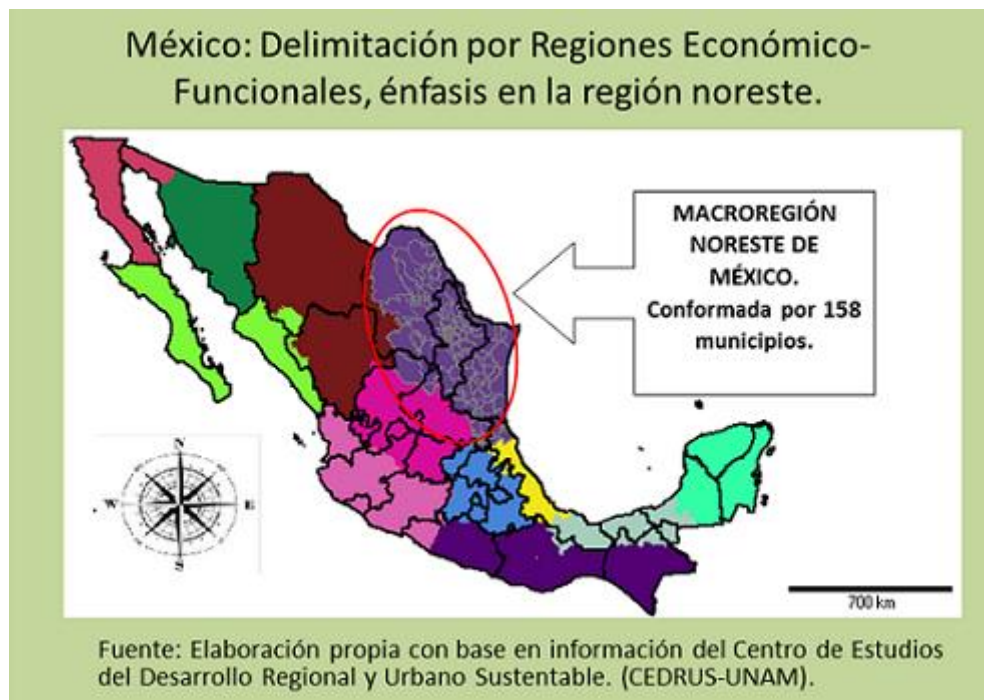 México: Delimitación por Regiones Económico-
Funcionales, énfasis en la región noreste.
MACROREGIÓN
NORESTE DE
MÉXICO.
Conformada por 158
municipios.
N
W
E
S
700 km
Fuente: Elaboración propia con base en información del Centro de Estudios
del Desarrollo Regional y Urbano Sustentable. (CEDRUS-UNAM).